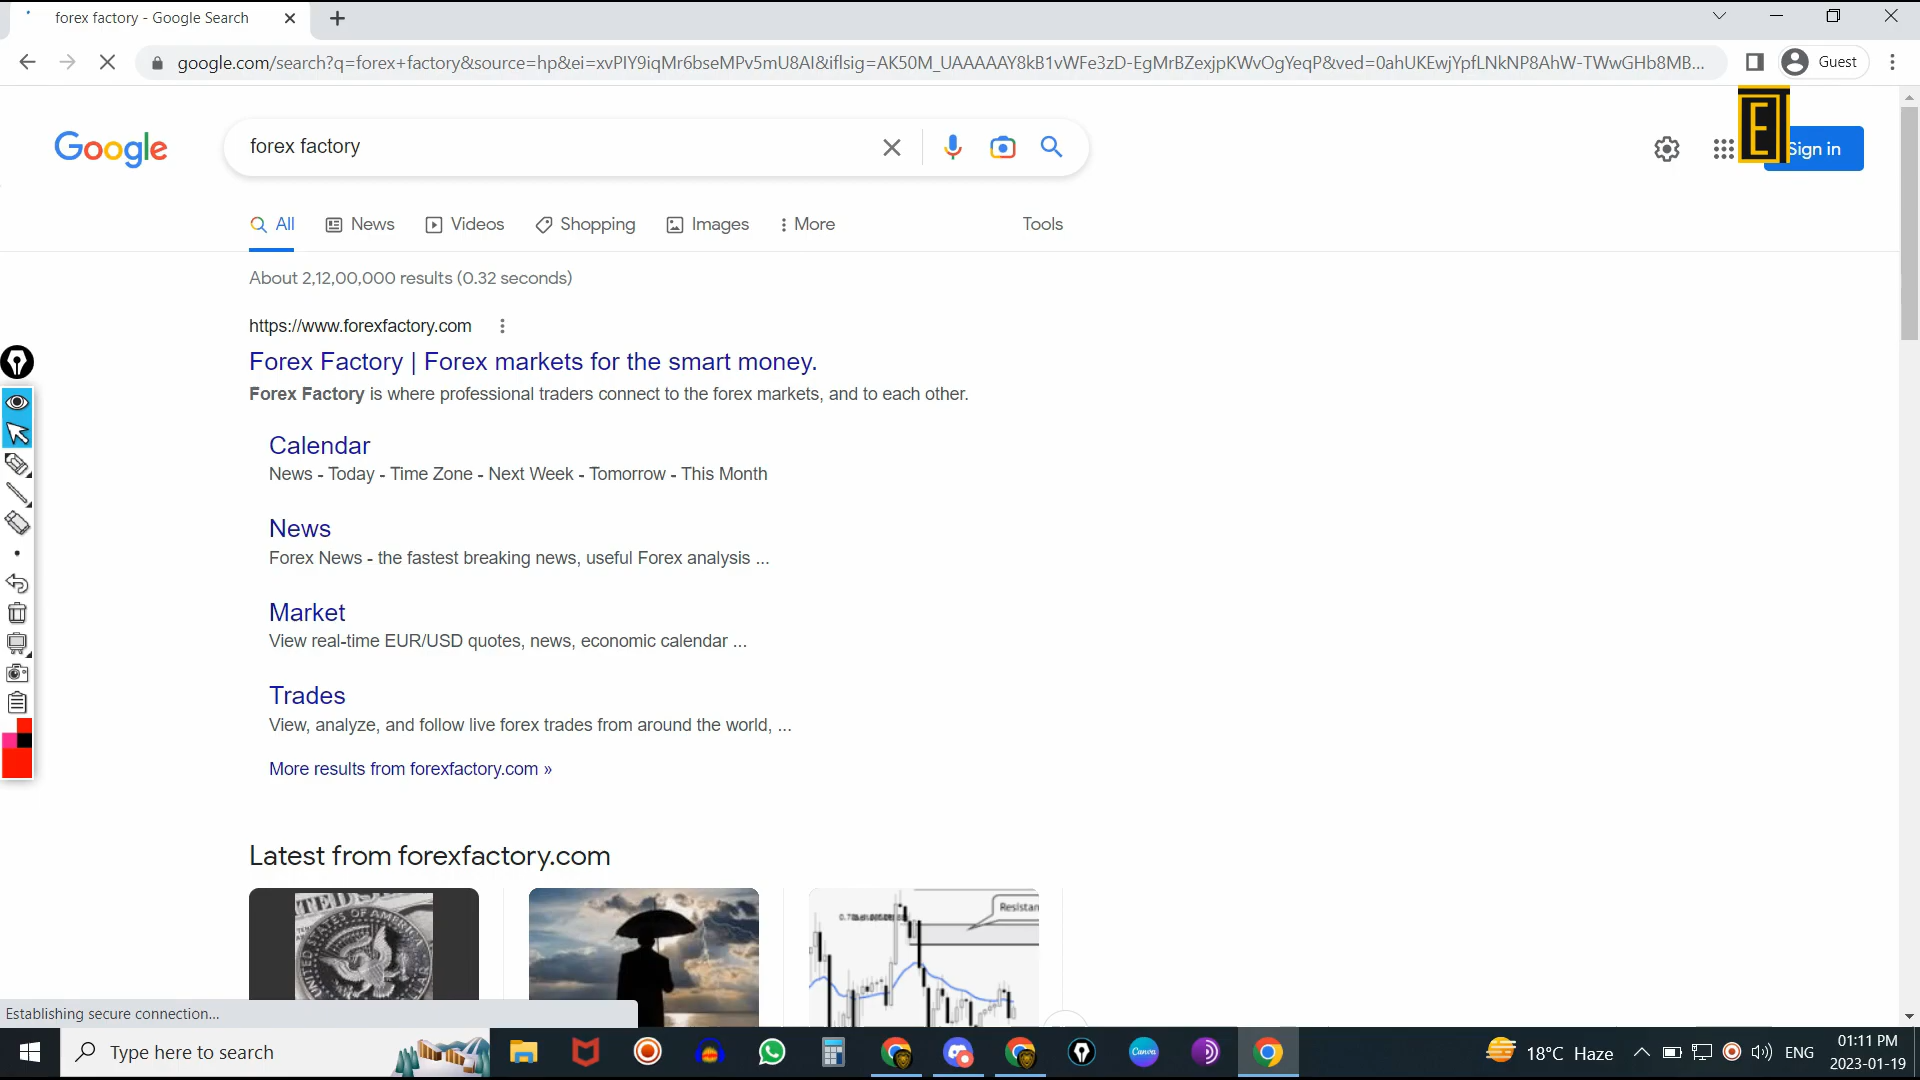 forex factory - Google Search
google.com/search?q=forex+factory&source=hp&ei=xvPIY9iqMr6bseMPv5mU8AI&iflsig=AK50M_UAAAAAY8kB1vWFe3zD-EgMrBZexjpKWvOgYeqP&ved=0ahUKEwjYpfLNkNP8AhW-TWwGHb8MB...
Guest
Google
forex factory
E
Sign in
All
News
Videos
Shopping
Images
More
Tools
About 2,12,00,000 results (0.32 seconds)
https://www.forexfactory.com
Forex Factory | Forex markets for the smart money.
Forex Factory is where professional traders connect to the forex markets, and to each other.
Calendar
News - Today - Time Zone - Next Week - Tomorrow - This Month
News
Forex News - the fastest breaking news, useful Forex analysis ...
Market
View real-time EUR/USD quotes, news, economic calendar ...
Trades
View, analyze, and follow live forex trades from around the world, ...
More results from forexfactory.com »
Latest from forexfactory.com
UNITED STATES OF AMERICA
Resistan
Establishing secure connection...
Type here to search
Canva
18°C Haze
ENG
01:11 PM
2023-01-19